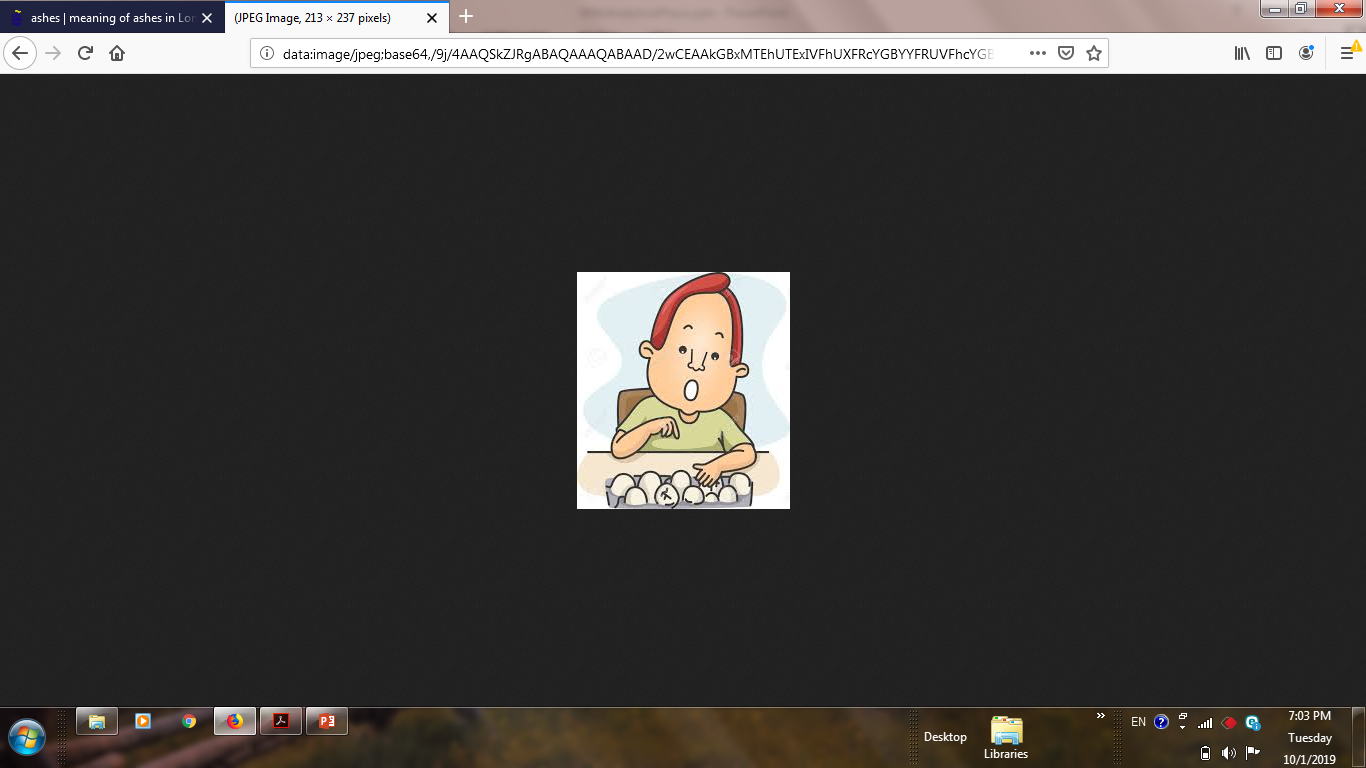 ashes | meaning of ashes in Lon
(JPEG Image, 213 × 237 pixels)
data:image/jpeg;base64,/9j/4AAQSkZJRgABAQAAAQABAAD/2wCEAAkGBxMTEhUTExIVFhUXFRcYGBYYFRUVFhcYGB
Desktop
Libraries
EN
7:03 PM
Tuesday
10/1/2019